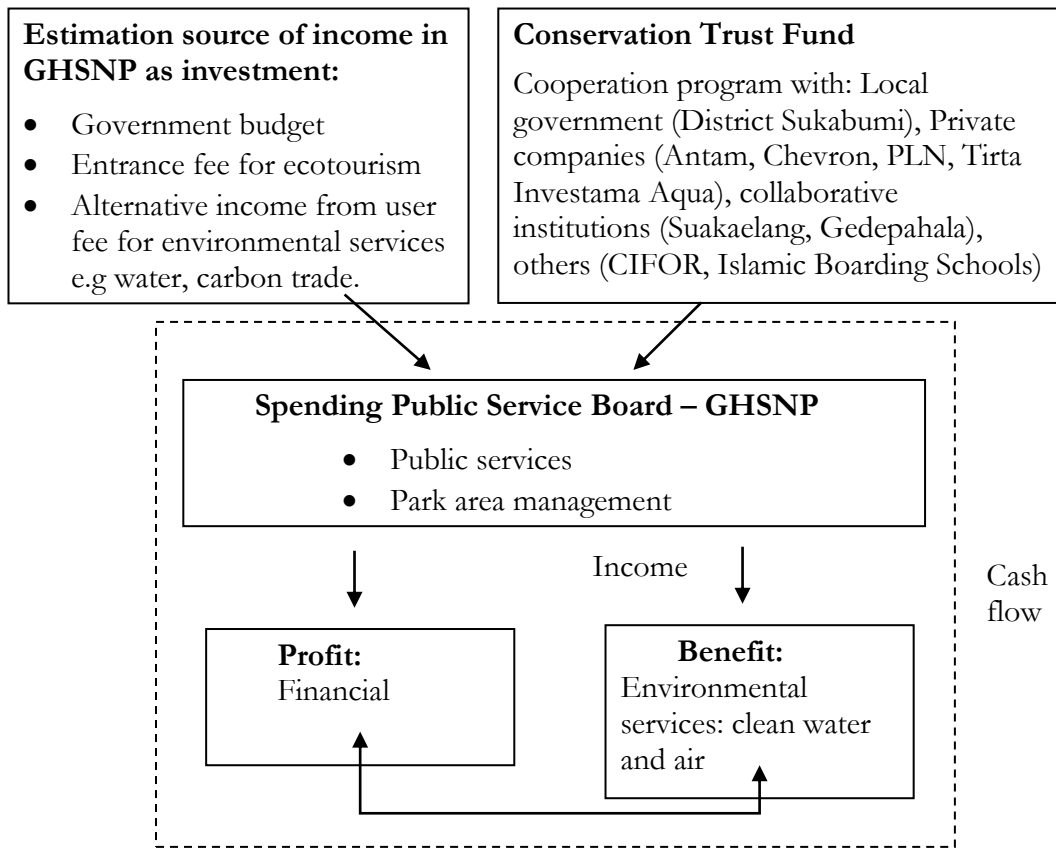 Estimation source of income in
GHSNP as investment:
• Government budget
• Entrance fee for ecotourism
• Alternative income from user
fee for environmental services
e.g water, carbon trade.
Conservation Trust Fund
Cooperation program with: Local
government (District Sukabumi), Private
companies (Antam, Chevron, PLN, Tirta
Investama Aqua), collaborative
institutions (Suakaelang, Gedepahala),
others (CIFOR, Islamic Boarding Schools)
Spending Public Service Board – GHSNP
• Public services
• Park area management
Income
Cash
flow
Profit:
Financial
Benefit:
Environmental
services: clean water
and air